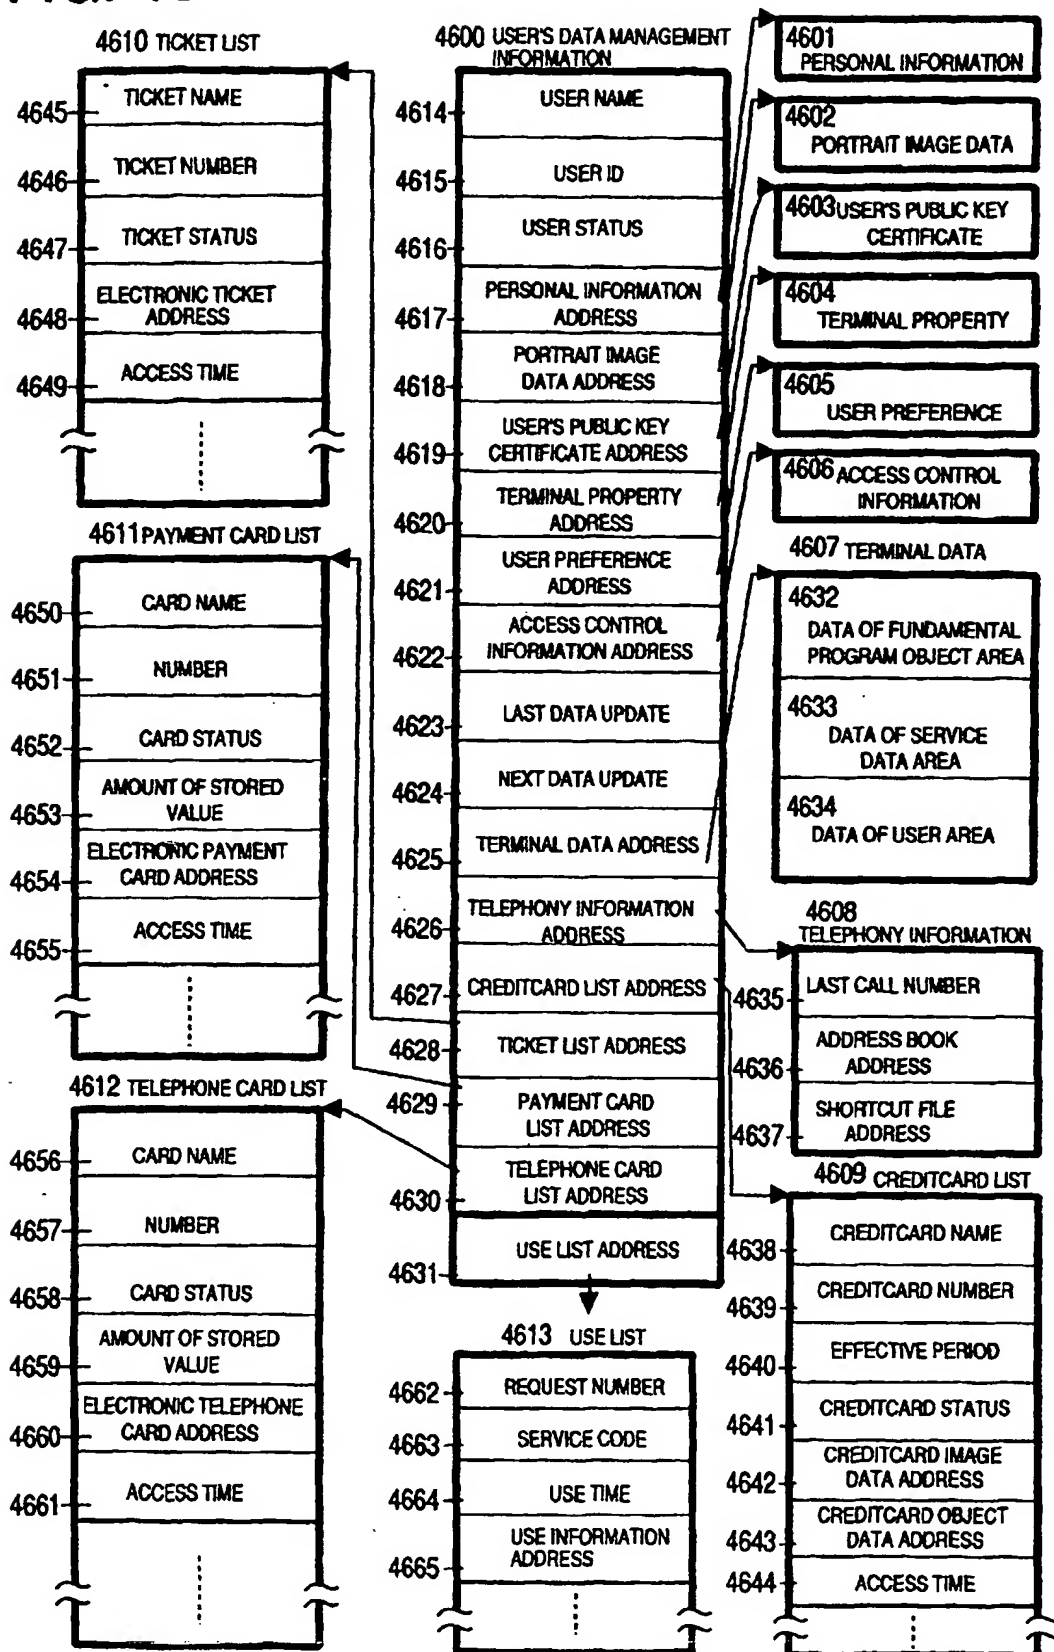 4610 TICKET LIST
4645 TICKET NAME
4646 TICKET NUMBER
4647 TICKET STATUS
4648 ELECTRONIC TICKET
ADDRESS
4649 ACCESS TIME
4611 PAYMENT CARD LIST
4650 CARD NAME
4651 NUMBER
4652 CARD STATUS
4653 AMOUNT OF STORED
VALUE
4654 ELECTRONIC PAYMENT
CARD ADDRESS
4655 ACCESS TIME
4612 TELEPHONE CARD LIST
4656 CARD NAME
4657 NUMBER
4658 CARD STATUS
4659 AMOUNT OF STORED
VALUE
4660 ELECTRONIC TELEPHONE
CARD ADDRESS
4661 ACCESS TIME
4600 USER'S DATA MANAGEMENT
INFORMATION
4614 USER NAME
4615 USER ID
4616 USER STATUS
4617 PERSONAL INFORMATION
ADDRESS
4618 PORTRAIT IMAGE
DATA ADDRESS
4619 USER'S PUBLIC KEY
CERTIFICATE ADDRESS
4620 TERMINAL PROPERTY
ADDRESS
4621 USER PREFERENCE
ADDRESS
4622 ACCESS CONTROL
INFORMATION ADDRESS
4623 LAST DATA UPDATE
4624 NEXT DATA UPDATE
4625 TERMINAL DATA ADDRESS
4626 TELEPHONY INFORMATION
ADDRESS
4627 CREDITCARD LIST ADDRESS
4628 TICKET LIST ADDRESS
4629 PAYMENT CARD
LIST ADDRESS
4630 TELEPHONE CARD
LIST ADDRESS
4631 USE LIST ADDRESS
4613 USE LIST
4662 REQUEST NUMBER
4663 SERVICE CODE
4664 USE TIME
4665 USE INFORMATION
ADDRESS
4601
PERSONAL INFORMATION
4602
PORTRAIT IMAGE DATA
4603 USER'S PUBLIC KEY
CERTIFICATE
4604
TERMINAL PROPERTY
4605
USER PREFERENCE
4606 ACCESS CONTROL
INFORMATION
4607 TERMINAL DATA
4632
DATA OF FUNDAMENTAL
PROGRAM OBJECT AREA
4633
DATA OF SERVICE
DATA AREA
4634
DATA OF USER AREA
4608
TELEPHONY INFORMATION
4635 LAST CALL NUMBER
4636 ADDRESS BOOK
ADDRESS
4637 SHORTCUT FILE
ADDRESS
4609 CREDITCARD LIST
4638 CREDITCARD NAME
4639 CREDITCARD NUMBER
4640 EFFECTIVE PERIOD
4641 CREDITCARD STATUS
4642 CREDITCARD IMAGE
DATA ADDRESS
4643 CREDITCARD OBJECT
DATA ADDRESS
4644 ACCESS TIME